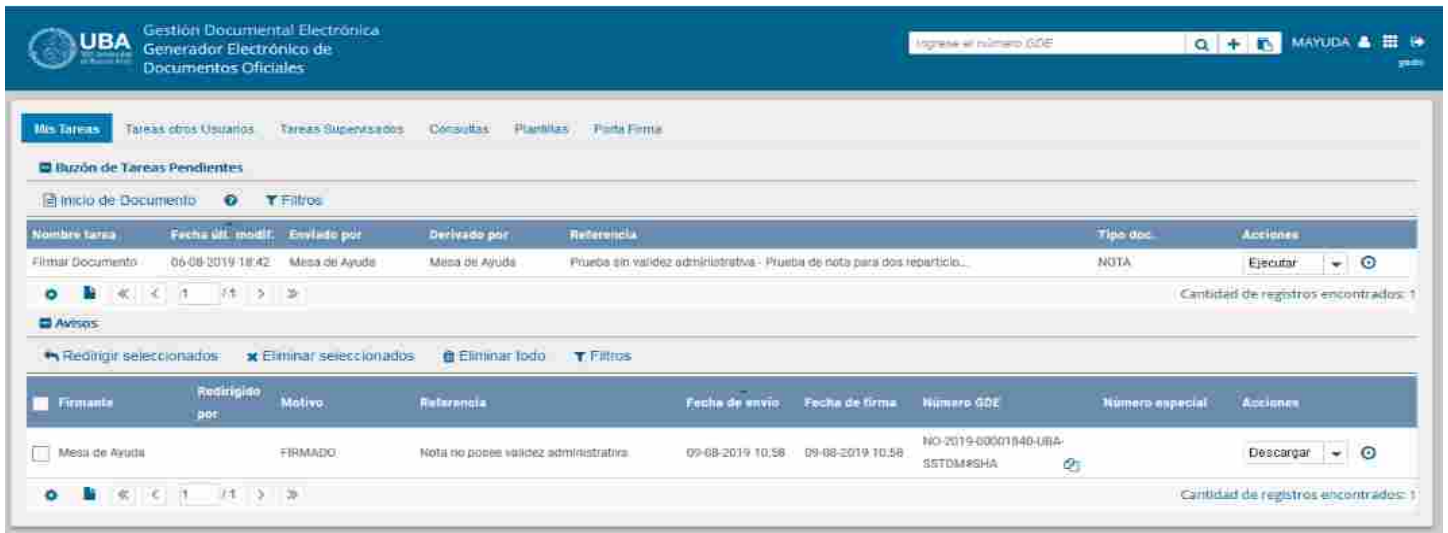 UBA
Gestión Documental Electrónica
Generador Electrónico de
Documentos Oficiales
Ingrese el número GDE
MAYUDA
Mis Tareas Tareas otros Usuarios Tareas Supervisados Consultas Plantillas Porta Firma
Buzón de Tareas Pendientes
Inicio de Documento Filtros
Nombre tarea Fecha últ. modif. Enviado por Derivado por Referencia Tipo doc. Acciones
Firmar Documento 06-08-2019 18:42 Mesa de Ayuda Mesa de Ayuda Prueba sin validez administrativa - Prueba de nota para dos reparticio... NOTA Ejecutar
1 / 1 Cantidad de registros encontrados: 1
Avisos
Redirigir seleccionados Eliminar seleccionados Eliminar Todo Filtros
Firmante Redirigido por Motivo Referencia Fecha de envío Fecha de firma Número GDE Número especial Acciones
Mesa de Ayuda FIRMADO Nota no posee validez administrativa 09-08-2019 10:58 09-08-2019 10:58 NO-2019-00001840-UBA-SSTDM#SHA Descargar
1 / 1 Cantidad de registros encontrados: 1